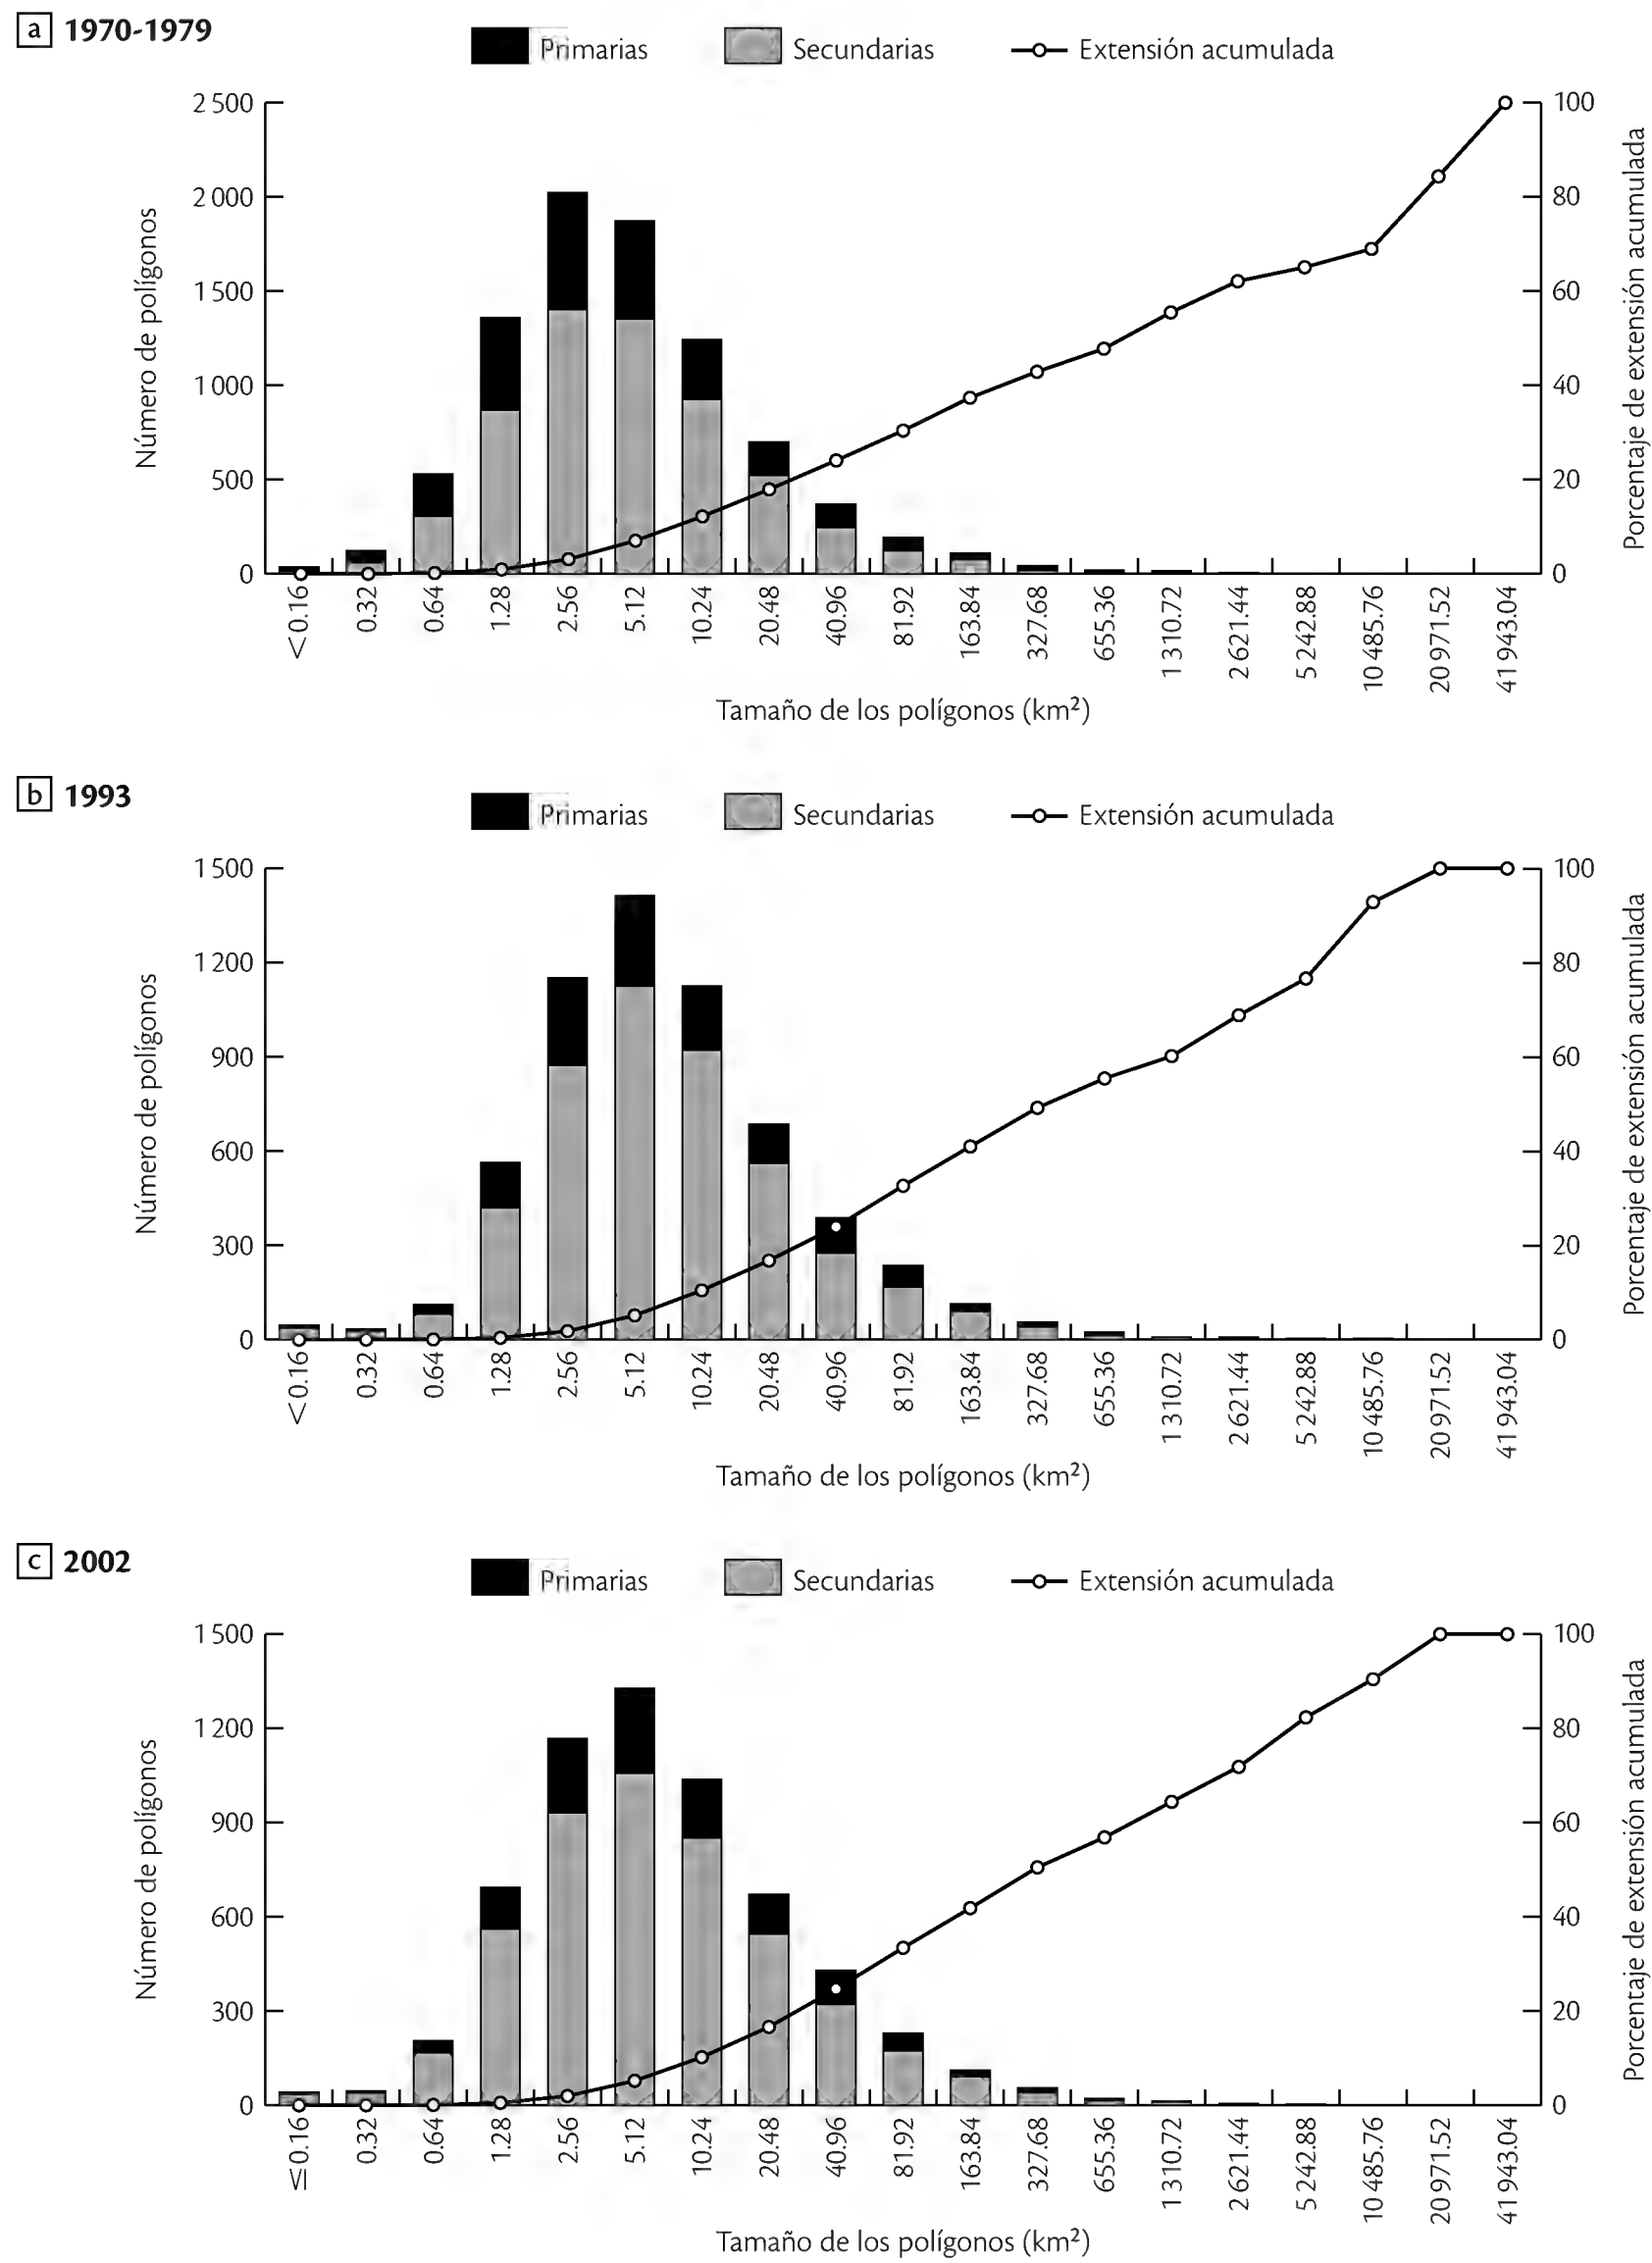 a 1970-1979
Primarias Secundarias Extensión acumulada
Número de polígonos
2 500
2 000
1 500
1 000
500
0
100
80
60
40
20
0
Porcentaje de extensión acumulada
< 0.16 0.32 0.64 1.28 2.56 5.12 10.24 20.48 40.96 81.92 163.84 327.68 655.36 1 310.72 2 621.44 5 242.88 10 485.76 20 971.52 41 943.04
Tamaño de los polígonos (km²)
b 1993
Primarias Secundarias Extensión acumulada
Número de polígonos
1 500
1 200
900
600
300
0
100
80
60
40
20
0
Porcentaje de extensión acumulada
< 0.16 0.32 0.64 1.28 2.56 5.12 10.24 20.48 40.96 81.92 163.84 327.68 655.36 1 310.72 2 621.44 5 242.88 10 485.76 20 971.52 41 943.04
Tamaño de los polígonos (km²)
c 2002
Primarias Secundarias Extensión acumulada
Número de polígonos
1 500
1 200
900
600
300
0
100
80
60
40
20
0
Porcentaje de extensión acumulada
≤ 0.16 0.32 0.64 1.28 2.56 5.12 10.24 20.48 40.96 81.92 163.84 327.68 655.36 1 310.72 2 621.44 5 242.88 10 485.76 20 971.52 41 943.04
Tamaño de los polígonos (km²)